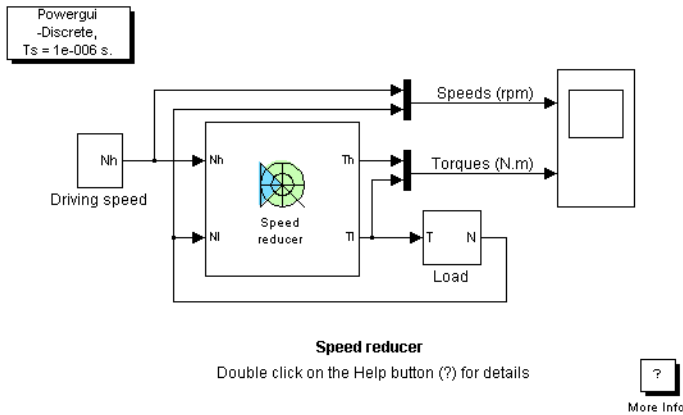 Powergui
-Discrete,
Ts = 1e-006 s.
Speeds (rpm)
Nh
Driving speed
Nh
Th
Torques (N.m)
Speed
reducer
Nl
Tl
T
N
Load
Speed reducer
Double click on the Help button (?) for details
?
More Info